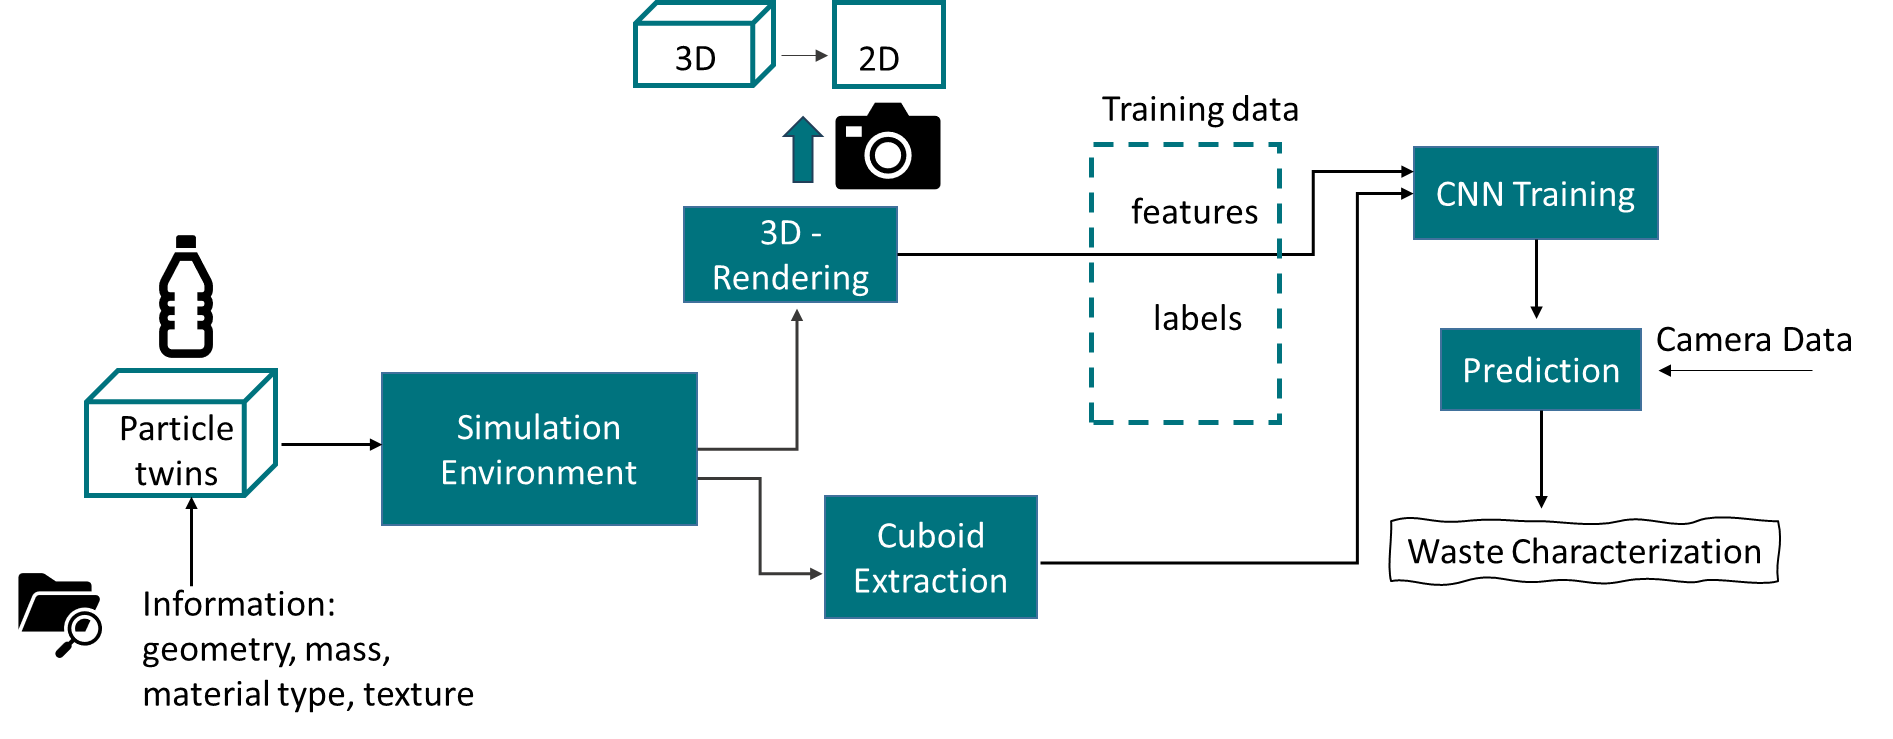 3D
2D
Training data
features
labels
3D -
Rendering
CNN Training
Prediction
Camera Data
Waste Characterization
Particle
twins
Simulation
Environment
Cuboid
Extraction
Information:
geometry, mass,
material type, texture